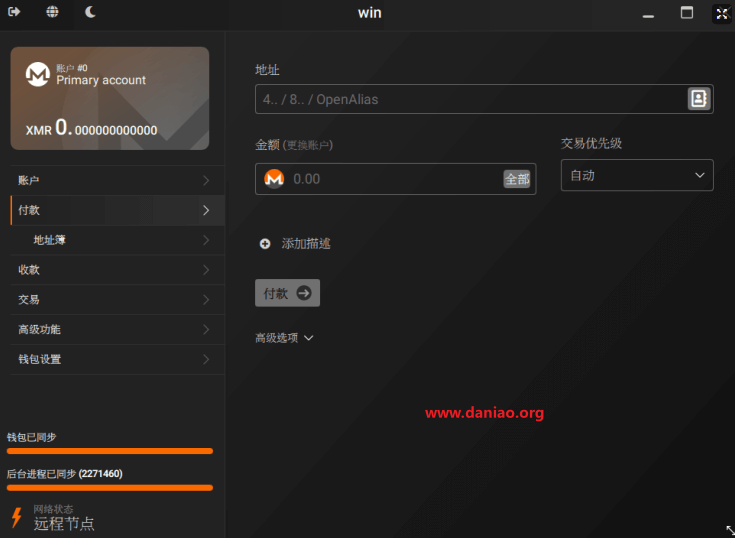 win
账户 #0
Primary account
XMR 0.000000000000
账户
付款
地址簿
收款
交易
高级功能
钱包设置
钱包已同步
后台进程已同步 (2271460)
网络状态
远程节点
地址
4.. / 8.. / OpenAlias
金额 (更换账户)
交易优先级
0.00
全部
自动
添加描述
付款
高级选项
www.daniao.org